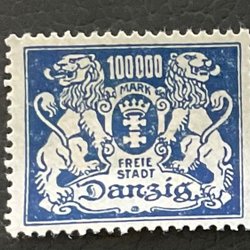 100000
MARK
FREIE
STADT
Danzig